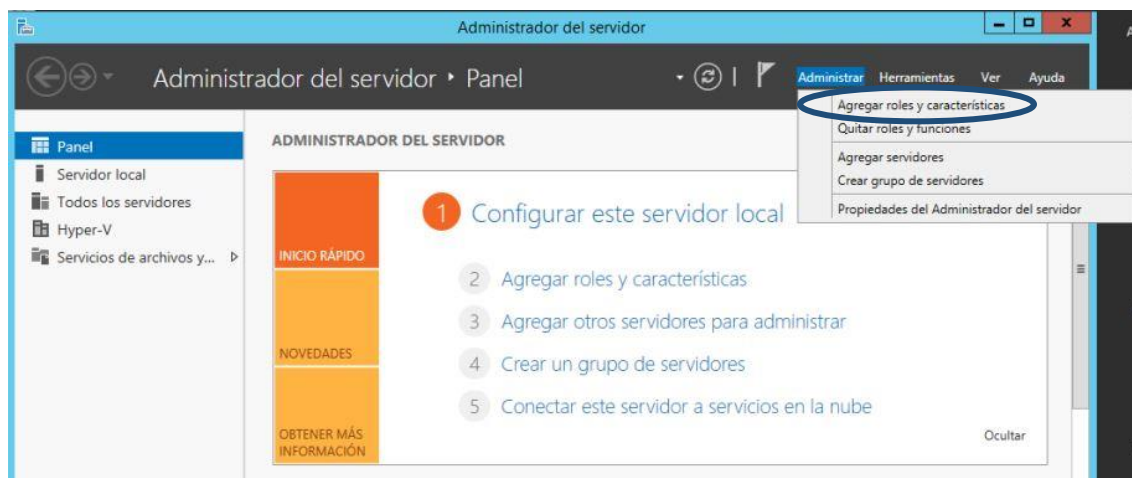 Administrador del servidor
Administrador del servidor • Panel
Administrar Herramientas Ver Ayuda
Agregar roles y características
Quitar roles y funciones
Agregar servidores
Crear grupo de servidores
Propiedades del Administrador del servidor
Panel
Servidor local
Todos los servidores
Hyper-V
Servicios de archivos y...
ADMINISTRADOR DEL SERVIDOR
INICIO RÁPIDO
NOVEDADES
OBTENER MÁS
INFORMACIÓN
1 Configurar este servidor local
2 Agregar roles y características
3 Agregar otros servidores para administrar
4 Crear un grupo de servidores
5 Conectar este servidor a servicios en la nube
Ocultar